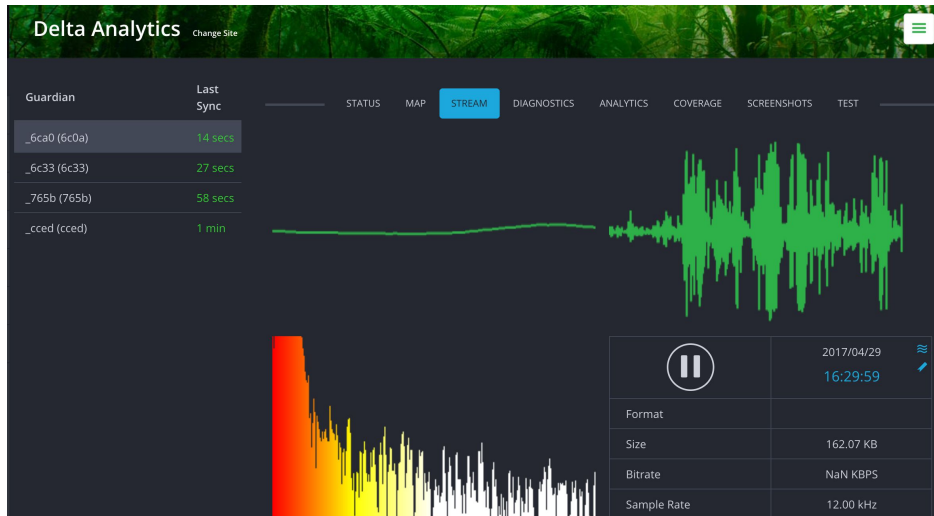 Delta Analytics Change Site
Guardian
Last
Sync
STATUS MAP STREAM DIAGNOSTICS ANALYTICS COVERAGE SCREENSHOTS TEST
_6ca0 (6c0a) 14 secs
_6c33 (6c33) 27 secs
_765b (765b) 58 secs
_cced (cced) 1 min
2017/04/29
16:29:59
Format
Size 162.07 KB
Bitrate NaN KBPS
Sample Rate 12.00 kHz